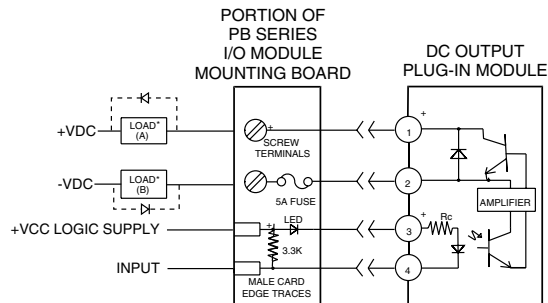 PORTION OF
PB SERIES
I/O MODULE
MOUNTING BOARD
DC OUTPUT
PLUG-IN MODULE
+VDC
LOAD*
(A)
+
SCREW
TERMINALS
1
+
-VDC
LOAD*
(B)
5A FUSE
2
AMPLIFIER
+VCC LOGIC SUPPLY
+
LED
3
+
Rc
3.3K
INPUT
4
MALE CARD
EDGE TRACES